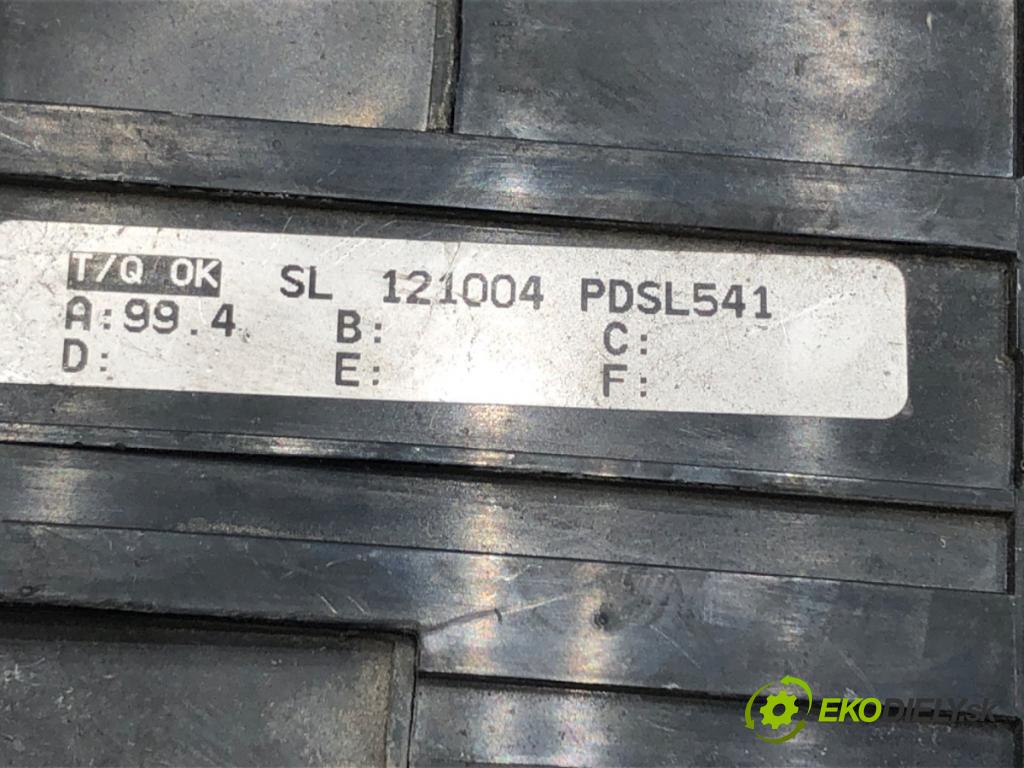 T/Q OK SL 121004 PDSL541
A:99.4 B: C:
D: E: F:
EKODIELY.SK